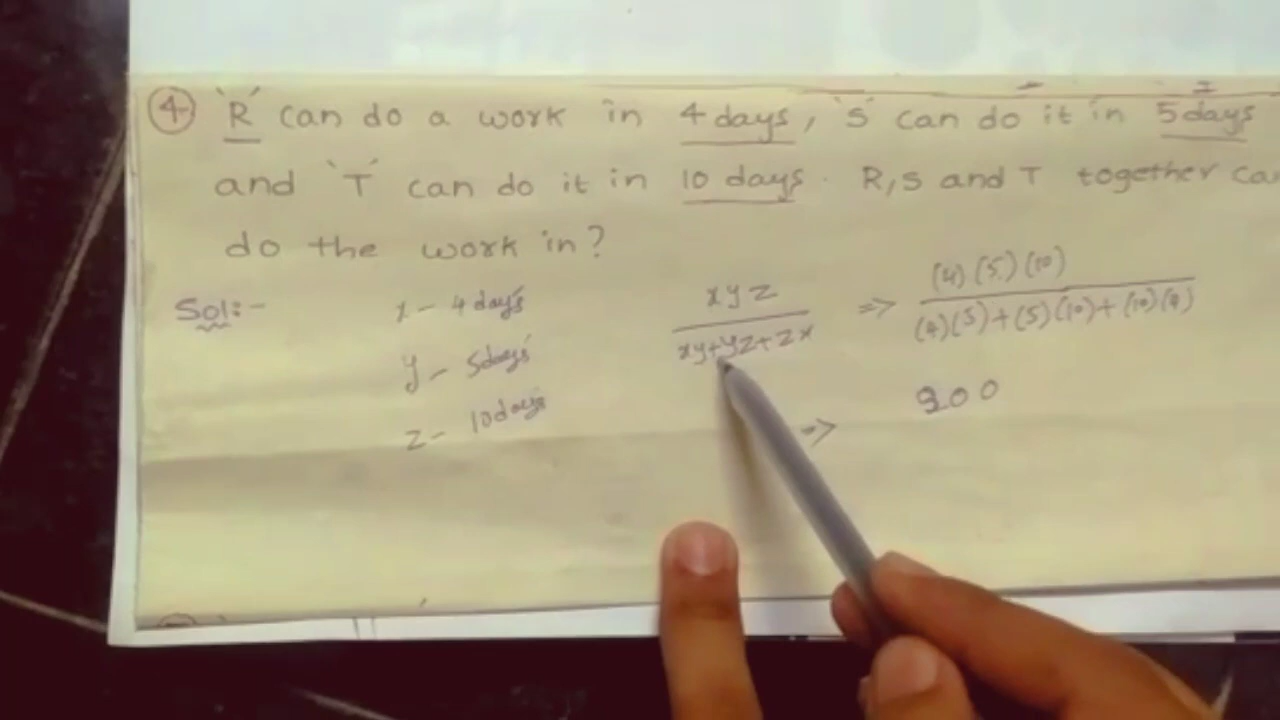 4 'R' can do a work in 4 days, 'S' can do it in 5 days
and 'T' can do it in 10 days. R, S and T together
do the work in?
Sol:-
x - 4 days
y - 5 days
z - 10 days
xyz / xy+yz+zx => (4)(5)(10) / (4)(5)+(5)(10)+(10)(4)
=> 200